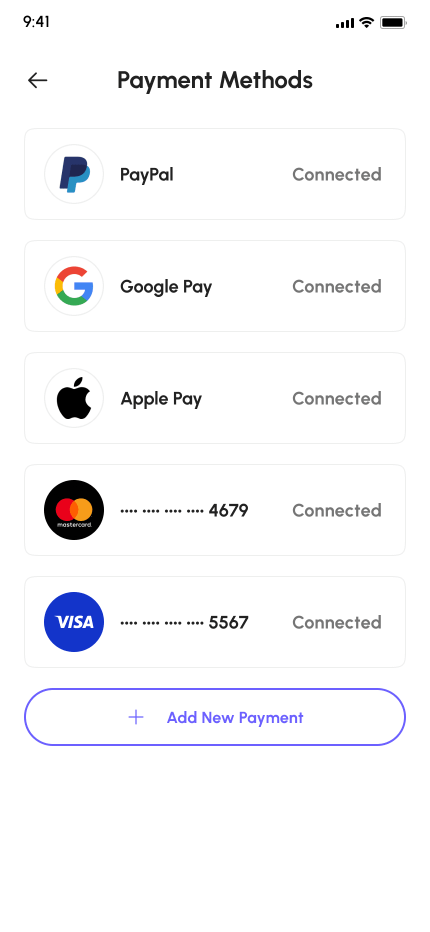 9:41
Payment Methods
PayPal Connected
Google Pay Connected
Apple Pay Connected
mastercard
•••• •••• •••• •••• 4679 Connected
VISA
•••• •••• •••• •••• 5567 Connected
Add New Payment